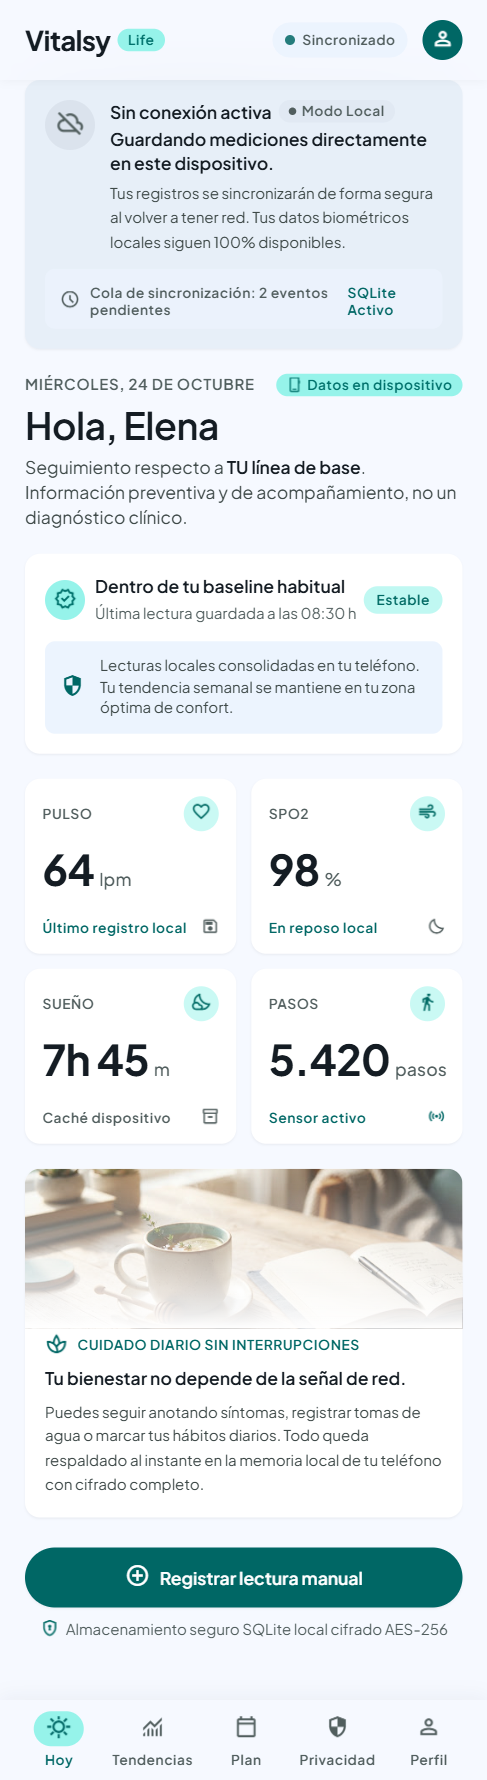 Vitalsy Life Sincronizado
Sin conexión activa Modo Local
Guardando mediciones directamente
en este dispositivo.
Tus registros se sincronizarán de forma segura
al volver a tener red. Tus datos biométricos
locales siguen 100% disponibles.
Cola de sincronización: 2 eventos
pendientes
SQLite
Activo
MIÉRCOLES, 24 DE OCTUBRE Datos en dispositivo
Hola, Elena
Seguimiento respecto a TU línea de base.
Información preventiva y de acompañamiento, no un
diagnóstico clínico.
Dentro de tu baseline habitual
Última lectura guardada a las 08:30 h
Estable
Lecturas locales consolidadas en tu teléfono.
Tu tendencia semanal se mantiene en tu zona
óptima de confort.
PULSO
64 lpm
Último registro local
SPO2
98 %
En reposo local
SUEÑO
7h 45 m
Caché dispositivo
PASOS
5.420 pasos
Sensor activo
CUIDADO DIARIO SIN INTERRUPCIONES
Tu bienestar no depende de la señal de red.
Puedes seguir anotando síntomas, registrar tomas de
agua o marcar tus hábitos diarios. Todo queda
respaldado al instante en la memoria local de tu teléfono
con cifrado completo.
Registrar lectura manual
Almacenamiento seguro SQLite local cifrado AES-256
Hoy Tendencias Plan Privacidad Perfil